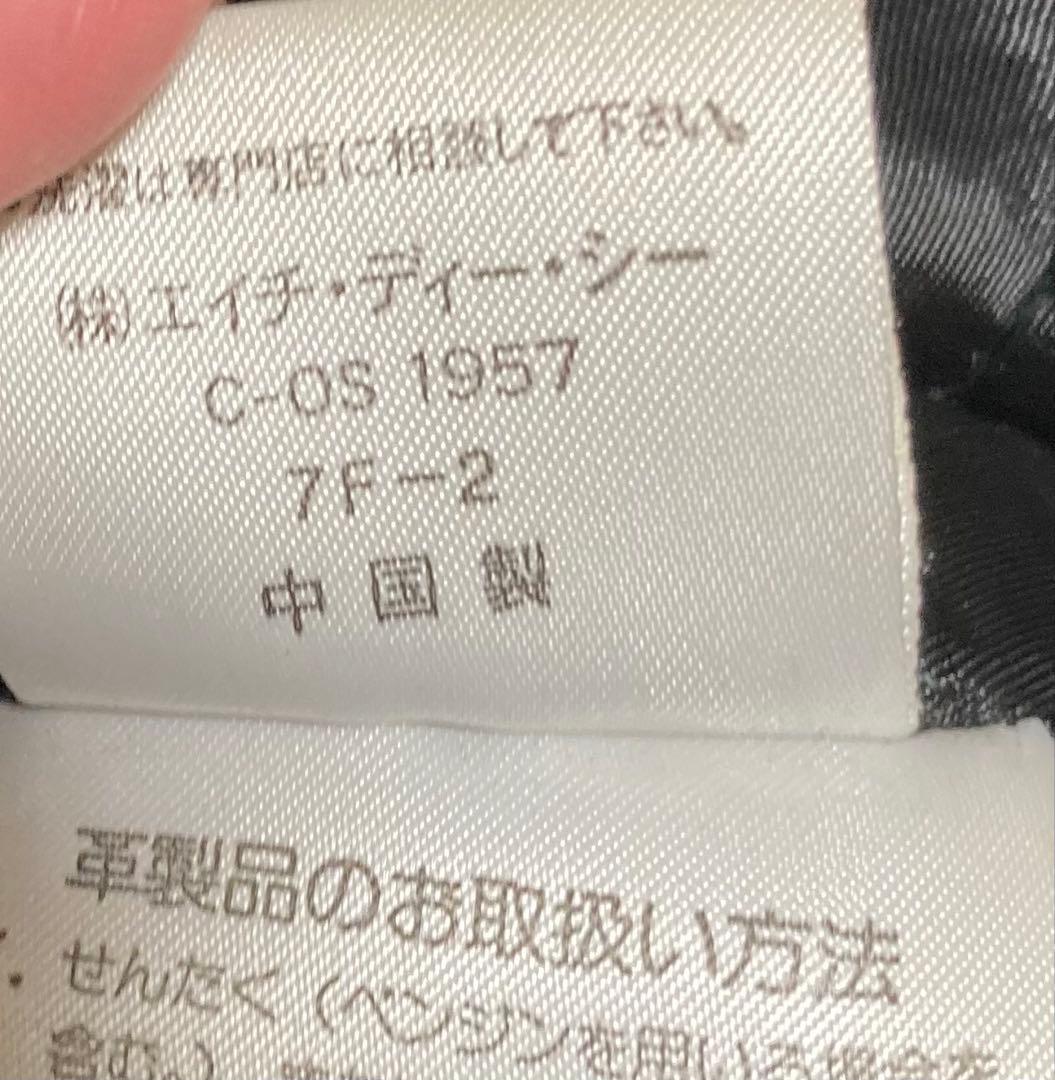 洗濯は専門店に相談して下さい。
(株)エイチ・ディー・シー
C-OS 1957
7F-2
中国製
革製品のお取扱い方法
・せんたく(ベンジンを用いる場合を
含む。)